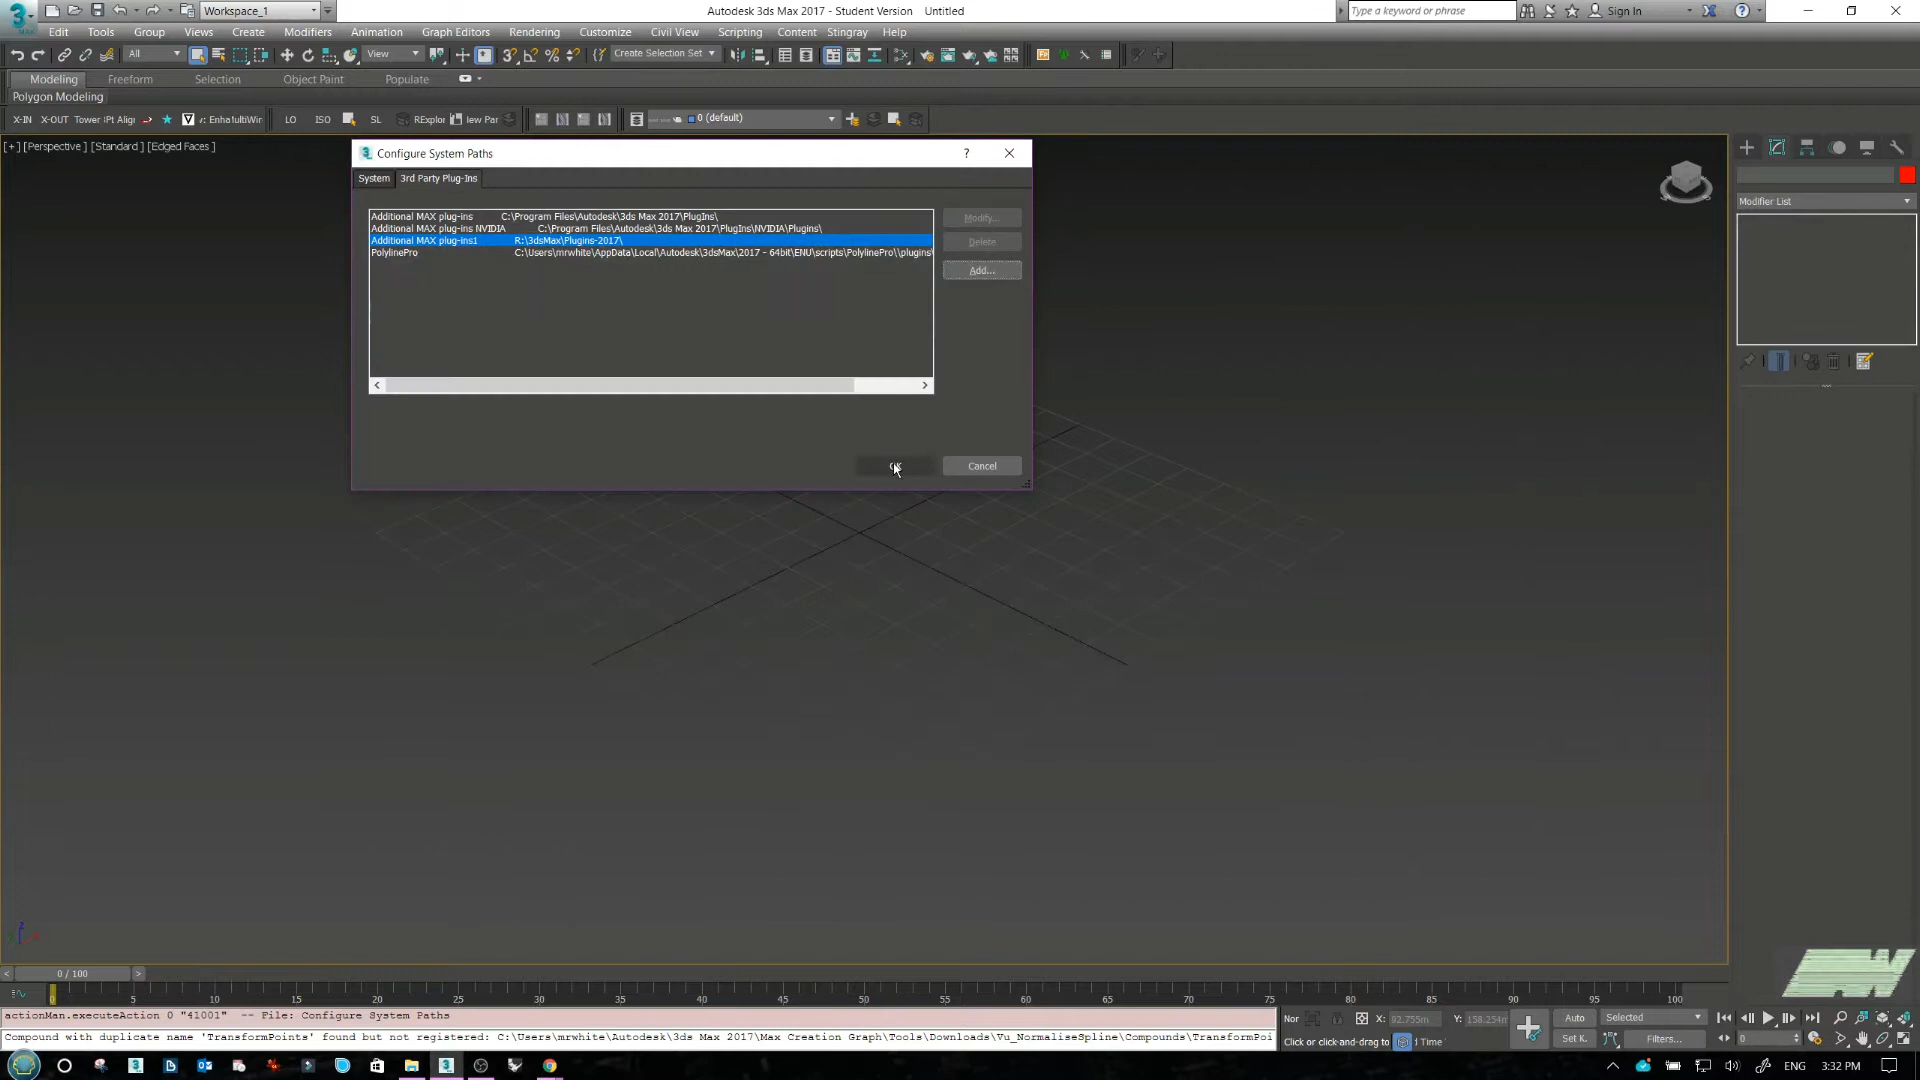 Workspace_1
Autodesk 3ds Max 2017 - Student Version    Untitled
Type a keyword or phrase
Sign In
Edit Tools Group Views Create Modifiers Animation Graph Editors Rendering Customize Civil View Scripting Content Stingray Help
All
View
Create Selection Set
Modeling Freeform Selection Object Paint Populate
Polygon Modeling
X-IN X-OUT Tower iPt Align EnhaIultiWir LO ISO SL RExplor lew Par 0 (default)
[+] [Perspective ] [Standard ] [Edged Faces ]
Configure System Paths
System 3rd Party Plug-Ins
Additional MAX plug-ins C:\Program Files\Autodesk\3ds Max 2017\PlugIns\
Additional MAX plug-ins NVIDIA C:\Program Files\Autodesk\3ds Max 2017\PlugIns\NVIDIA\Plugins\
Additional MAX plug-ins1 R:\3dsMax\Plugins-2017\
PolylinePro C:\Users\mrwhite\AppData\Local\Autodesk\3dsMax\2017 - 64bit\ENU\scripts\PolylinePro\\plugins\
Modify...
Delete
Add...
Cancel
Modifier List
0 / 100
0 5 10 15 20 25 30 35 40 45 50 55 60 65 70 75 80 85 90 95 100
actionMan.executeAction 0 "41001" -- File: Configure System Paths
Compound with duplicate name 'TransformPoints' found but not registered: C:\Users\mrwhite\Autodesk\3ds Max 2017\Max Creation Graph\Tools\Downloads\Vu_NormaliseSpline\Compounds\TransformPoi
Nor X: 92.755m Y: 158.254m
Click or click-and-drag to
Time
Auto
Set K.
Selected
Filters...
0
ENG
3:32 PM